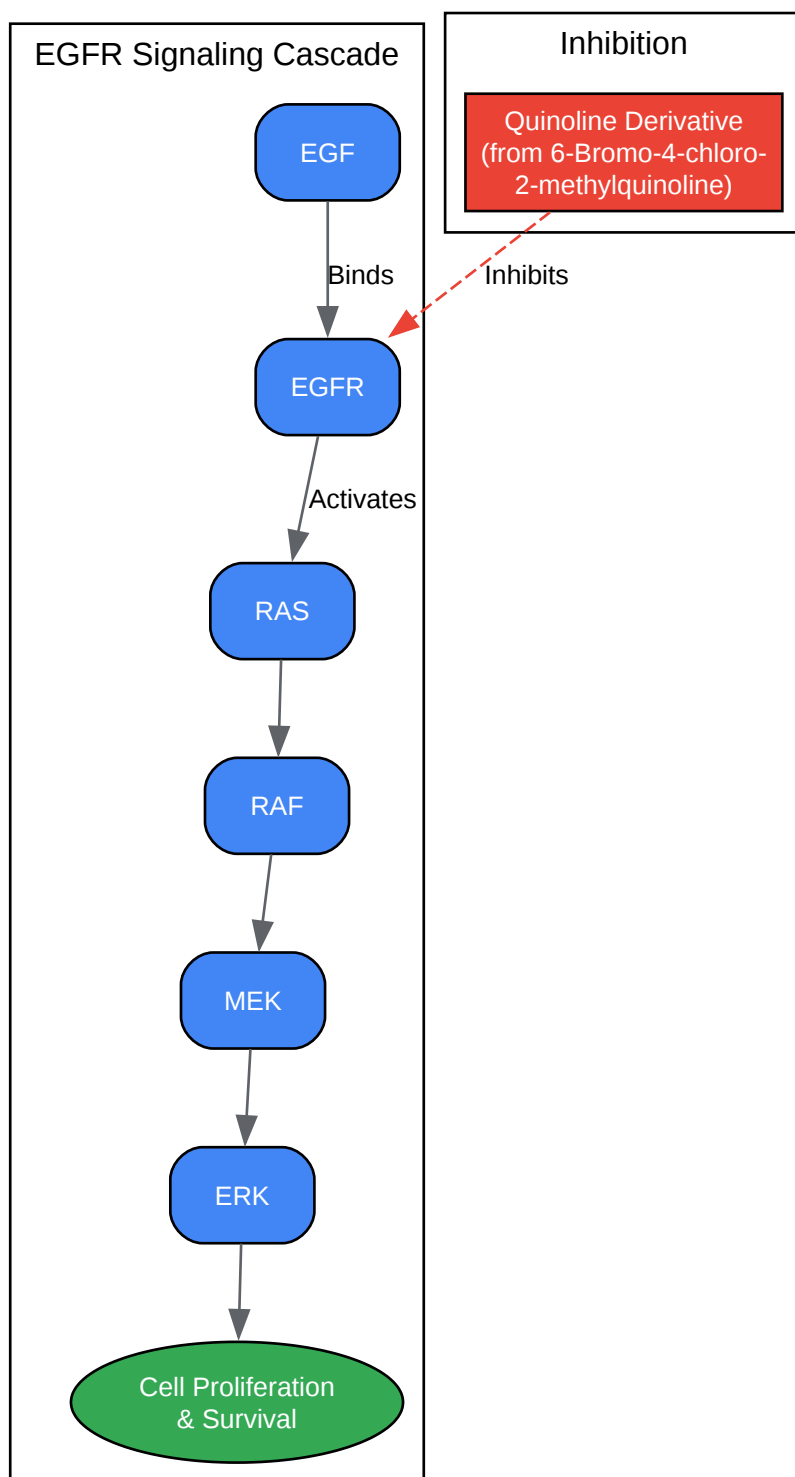 EGFR Signaling Cascade
Inhibition
EGF
Quinoline Derivative
(from 6-Bromo-4-chloro-
2-methylquinoline)
Binds
Inhibits
EGFR
Activates
RAS
RAF
MEK
ERK
Cell Proliferation
& Survival